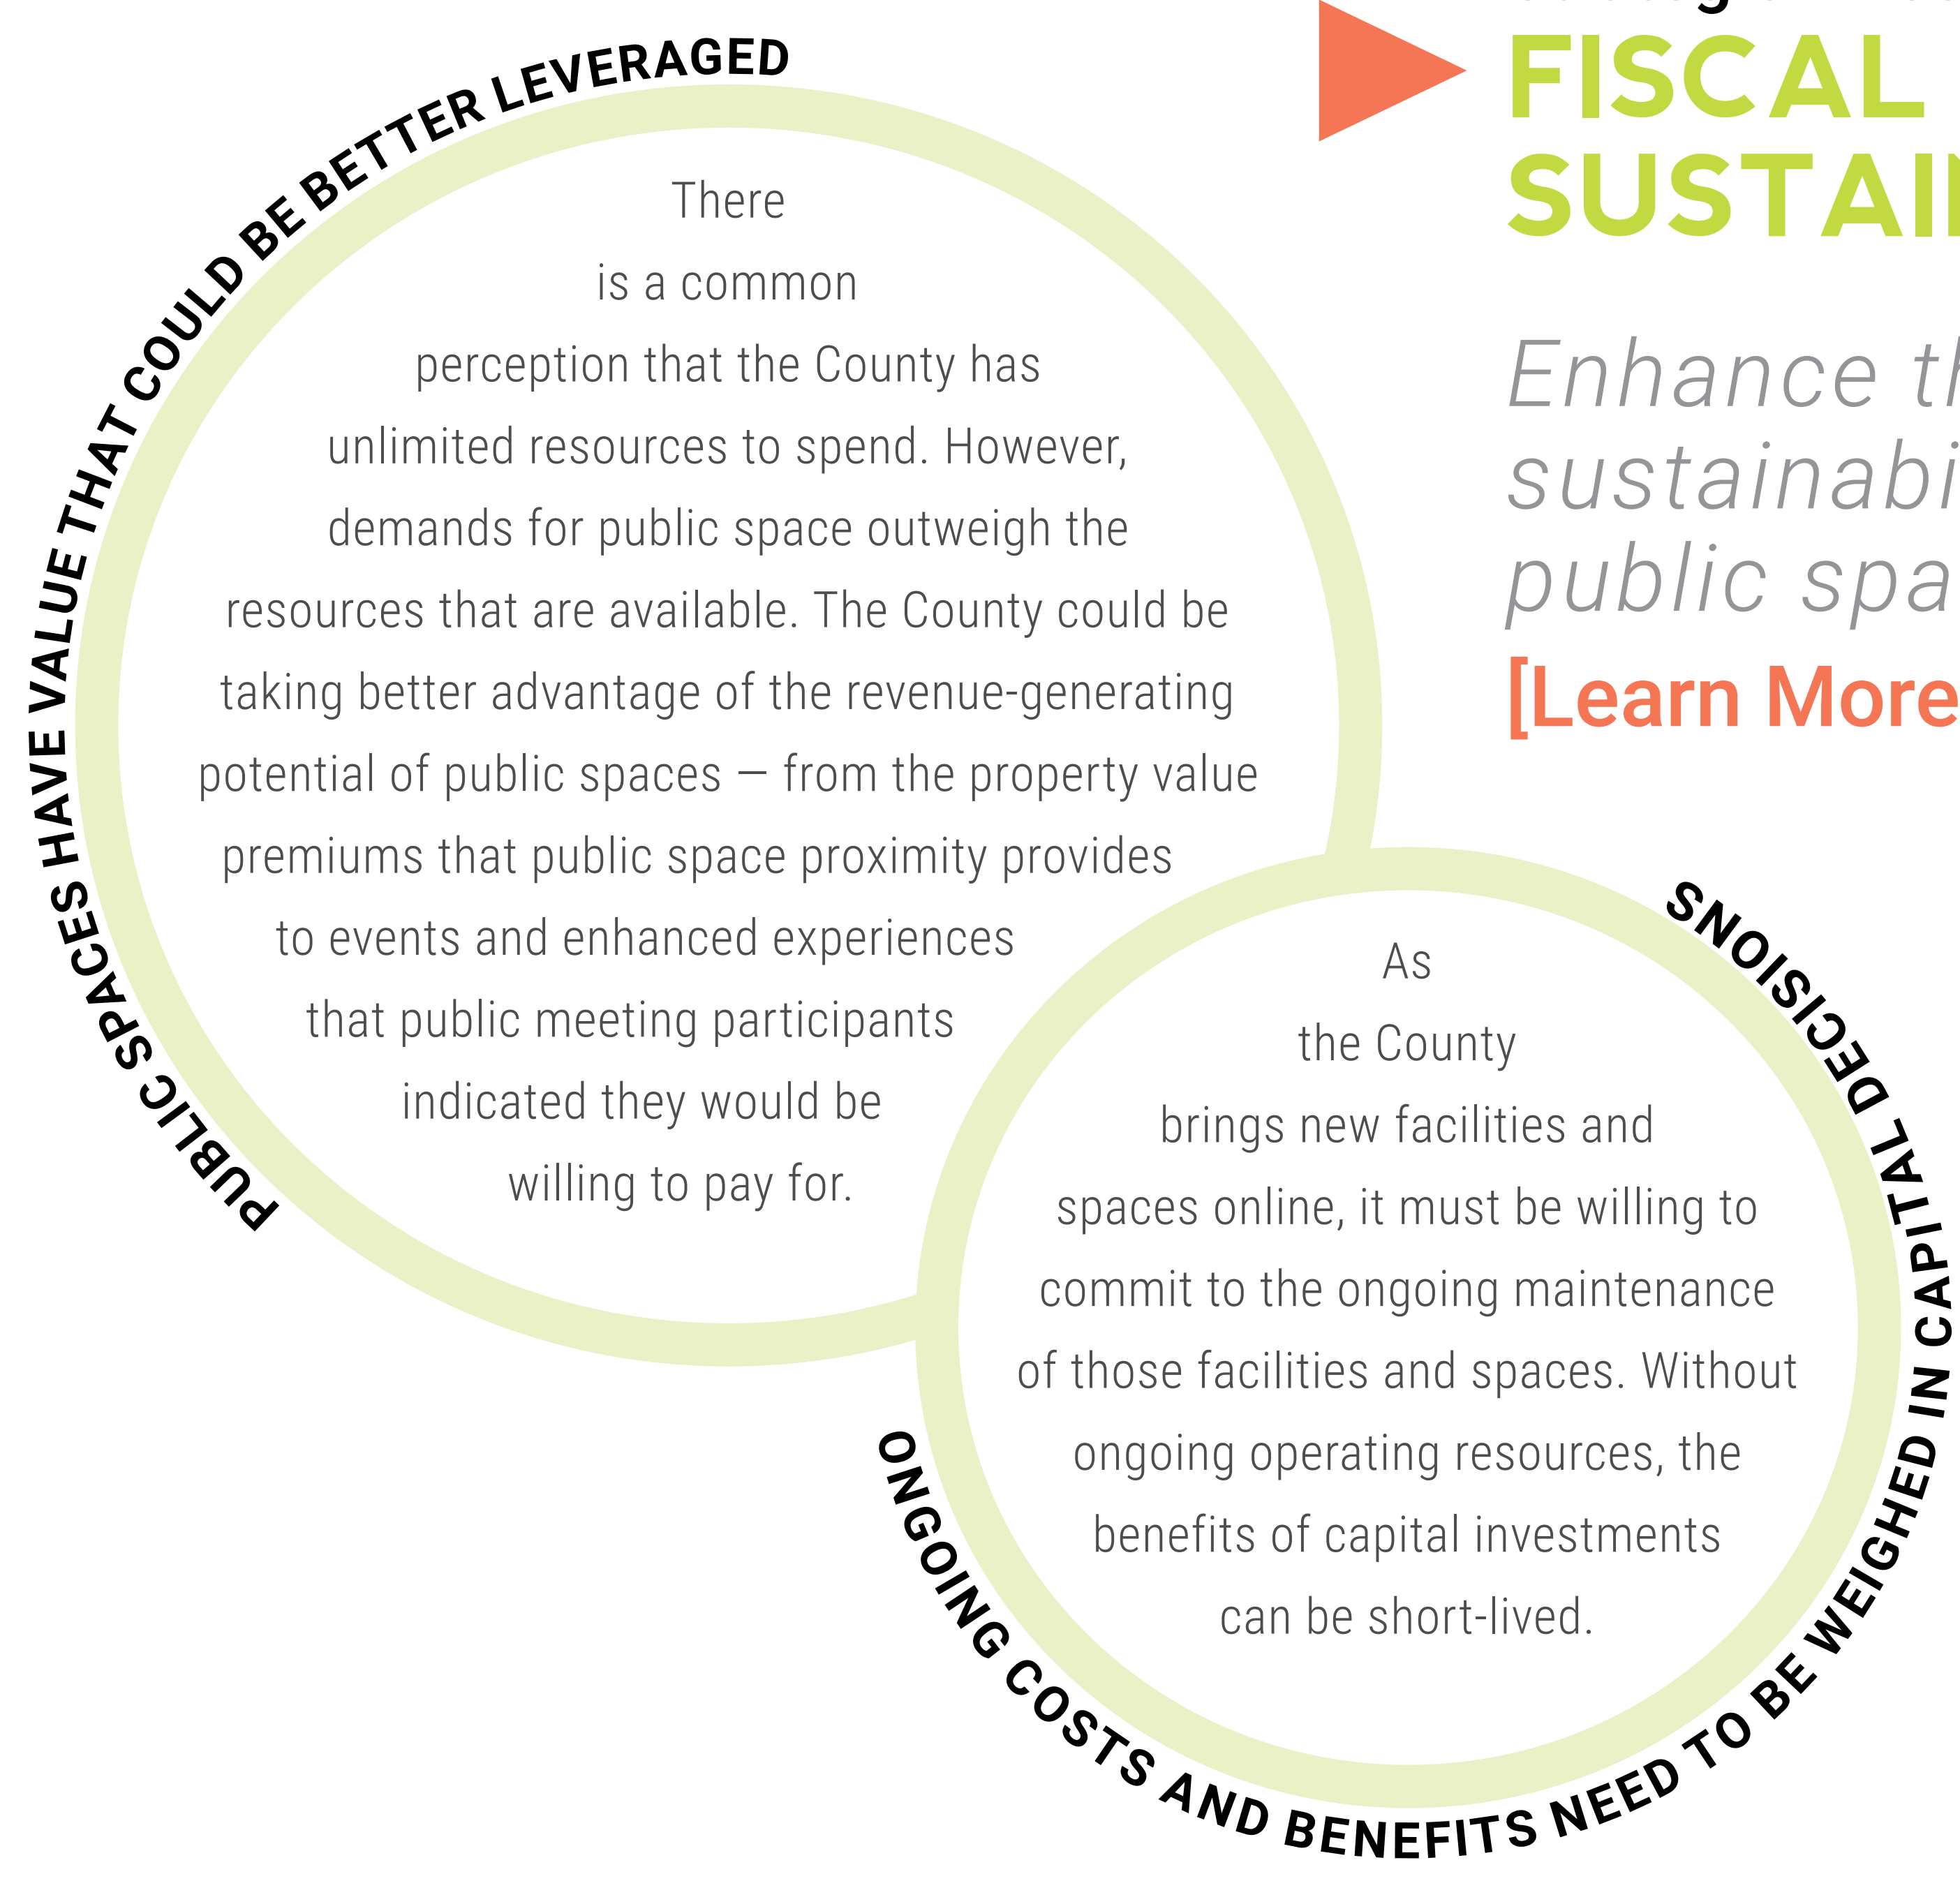 PUBLIC SPACES HAVE VALUE THAT COULD BE BETTER LEVERAGED
There
is a common
perception that the County has
unlimited resources to spend. However,
demands for public space outweigh the
resources that are available. The County could be
taking better advantage of the revenue-generating
potential of public spaces — from the property value
premiums that public space proximity provides
to events and enhanced experiences
that public meeting participants
indicated they would be
willing to pay for.
ONGOING COSTS AND BENEFITS NEED TO BE WEIGHED IN CAPITAL DECISIONS
As
the County
brings new facilities and
spaces online, it must be willing to
commit to the ongoing maintenance
of those facilities and spaces. Without
ongoing operating resources, the
benefits of capital investments
can be short-lived.
FISCAL
SUSTAI
Enhance th
sustainabi
public spa
[Learn More